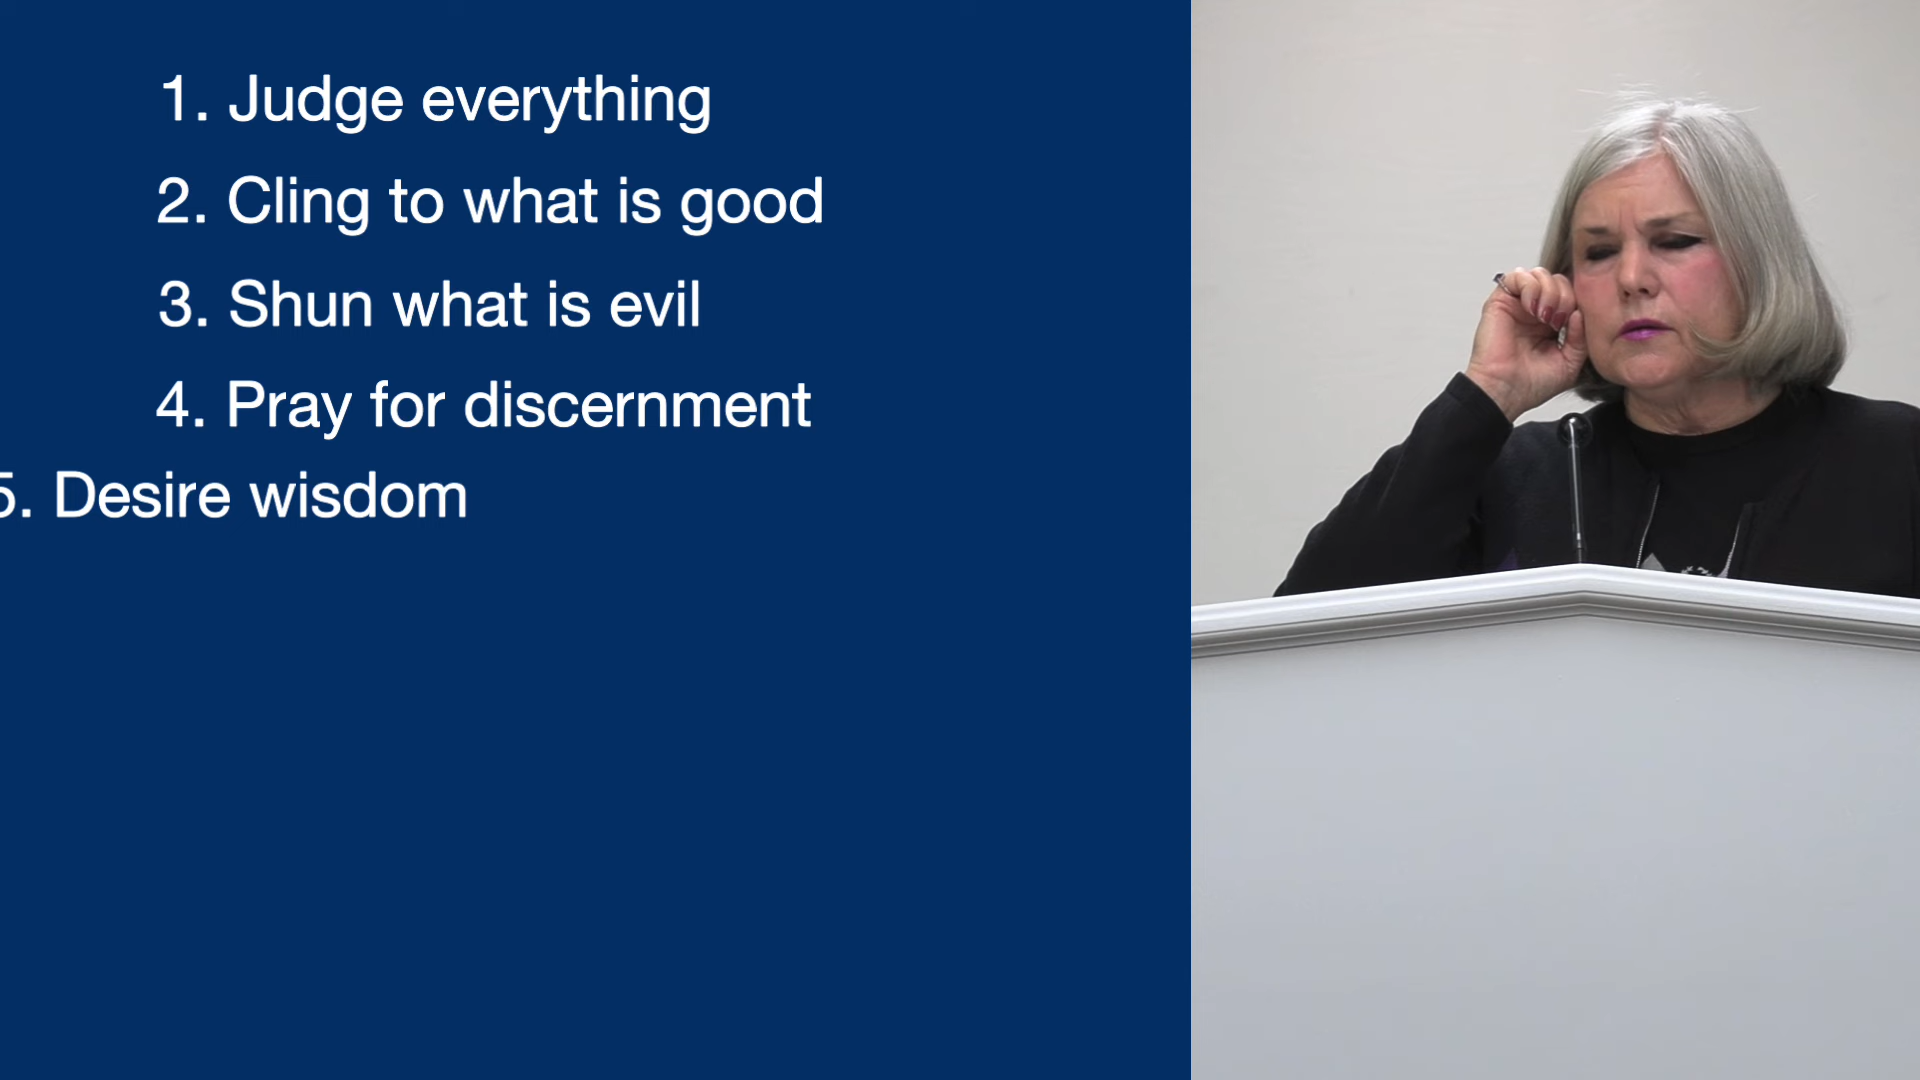 1. Judge everything
2. Cling to what is good
3. Shun what is evil
4. Pray for discernment
5. Desire wisdom